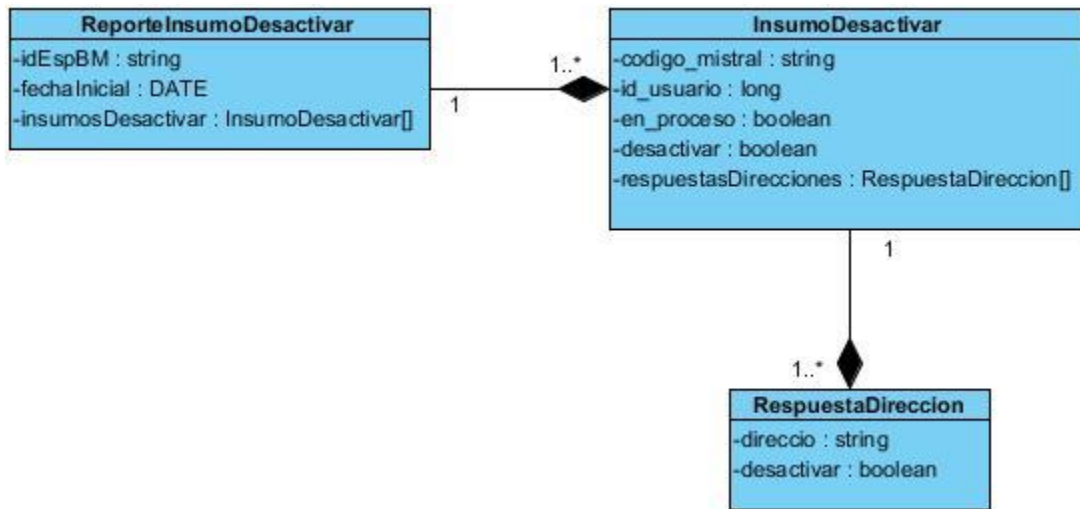 ReporteInsumoDesactivar
-idEspBM : string
-fechaInicial : DATE
-insumosDesactivar : InsumoDesactivar[]
1
1..*
InsumoDesactivar
-codigo_mistral : string
-id_usuario : long
-en_proceso : boolean
-desactivar : boolean
-respuestasDirecciones : RespuestaDireccion[]
1
1..*
RespuestaDireccion
-direccio : string
-desactivar : boolean